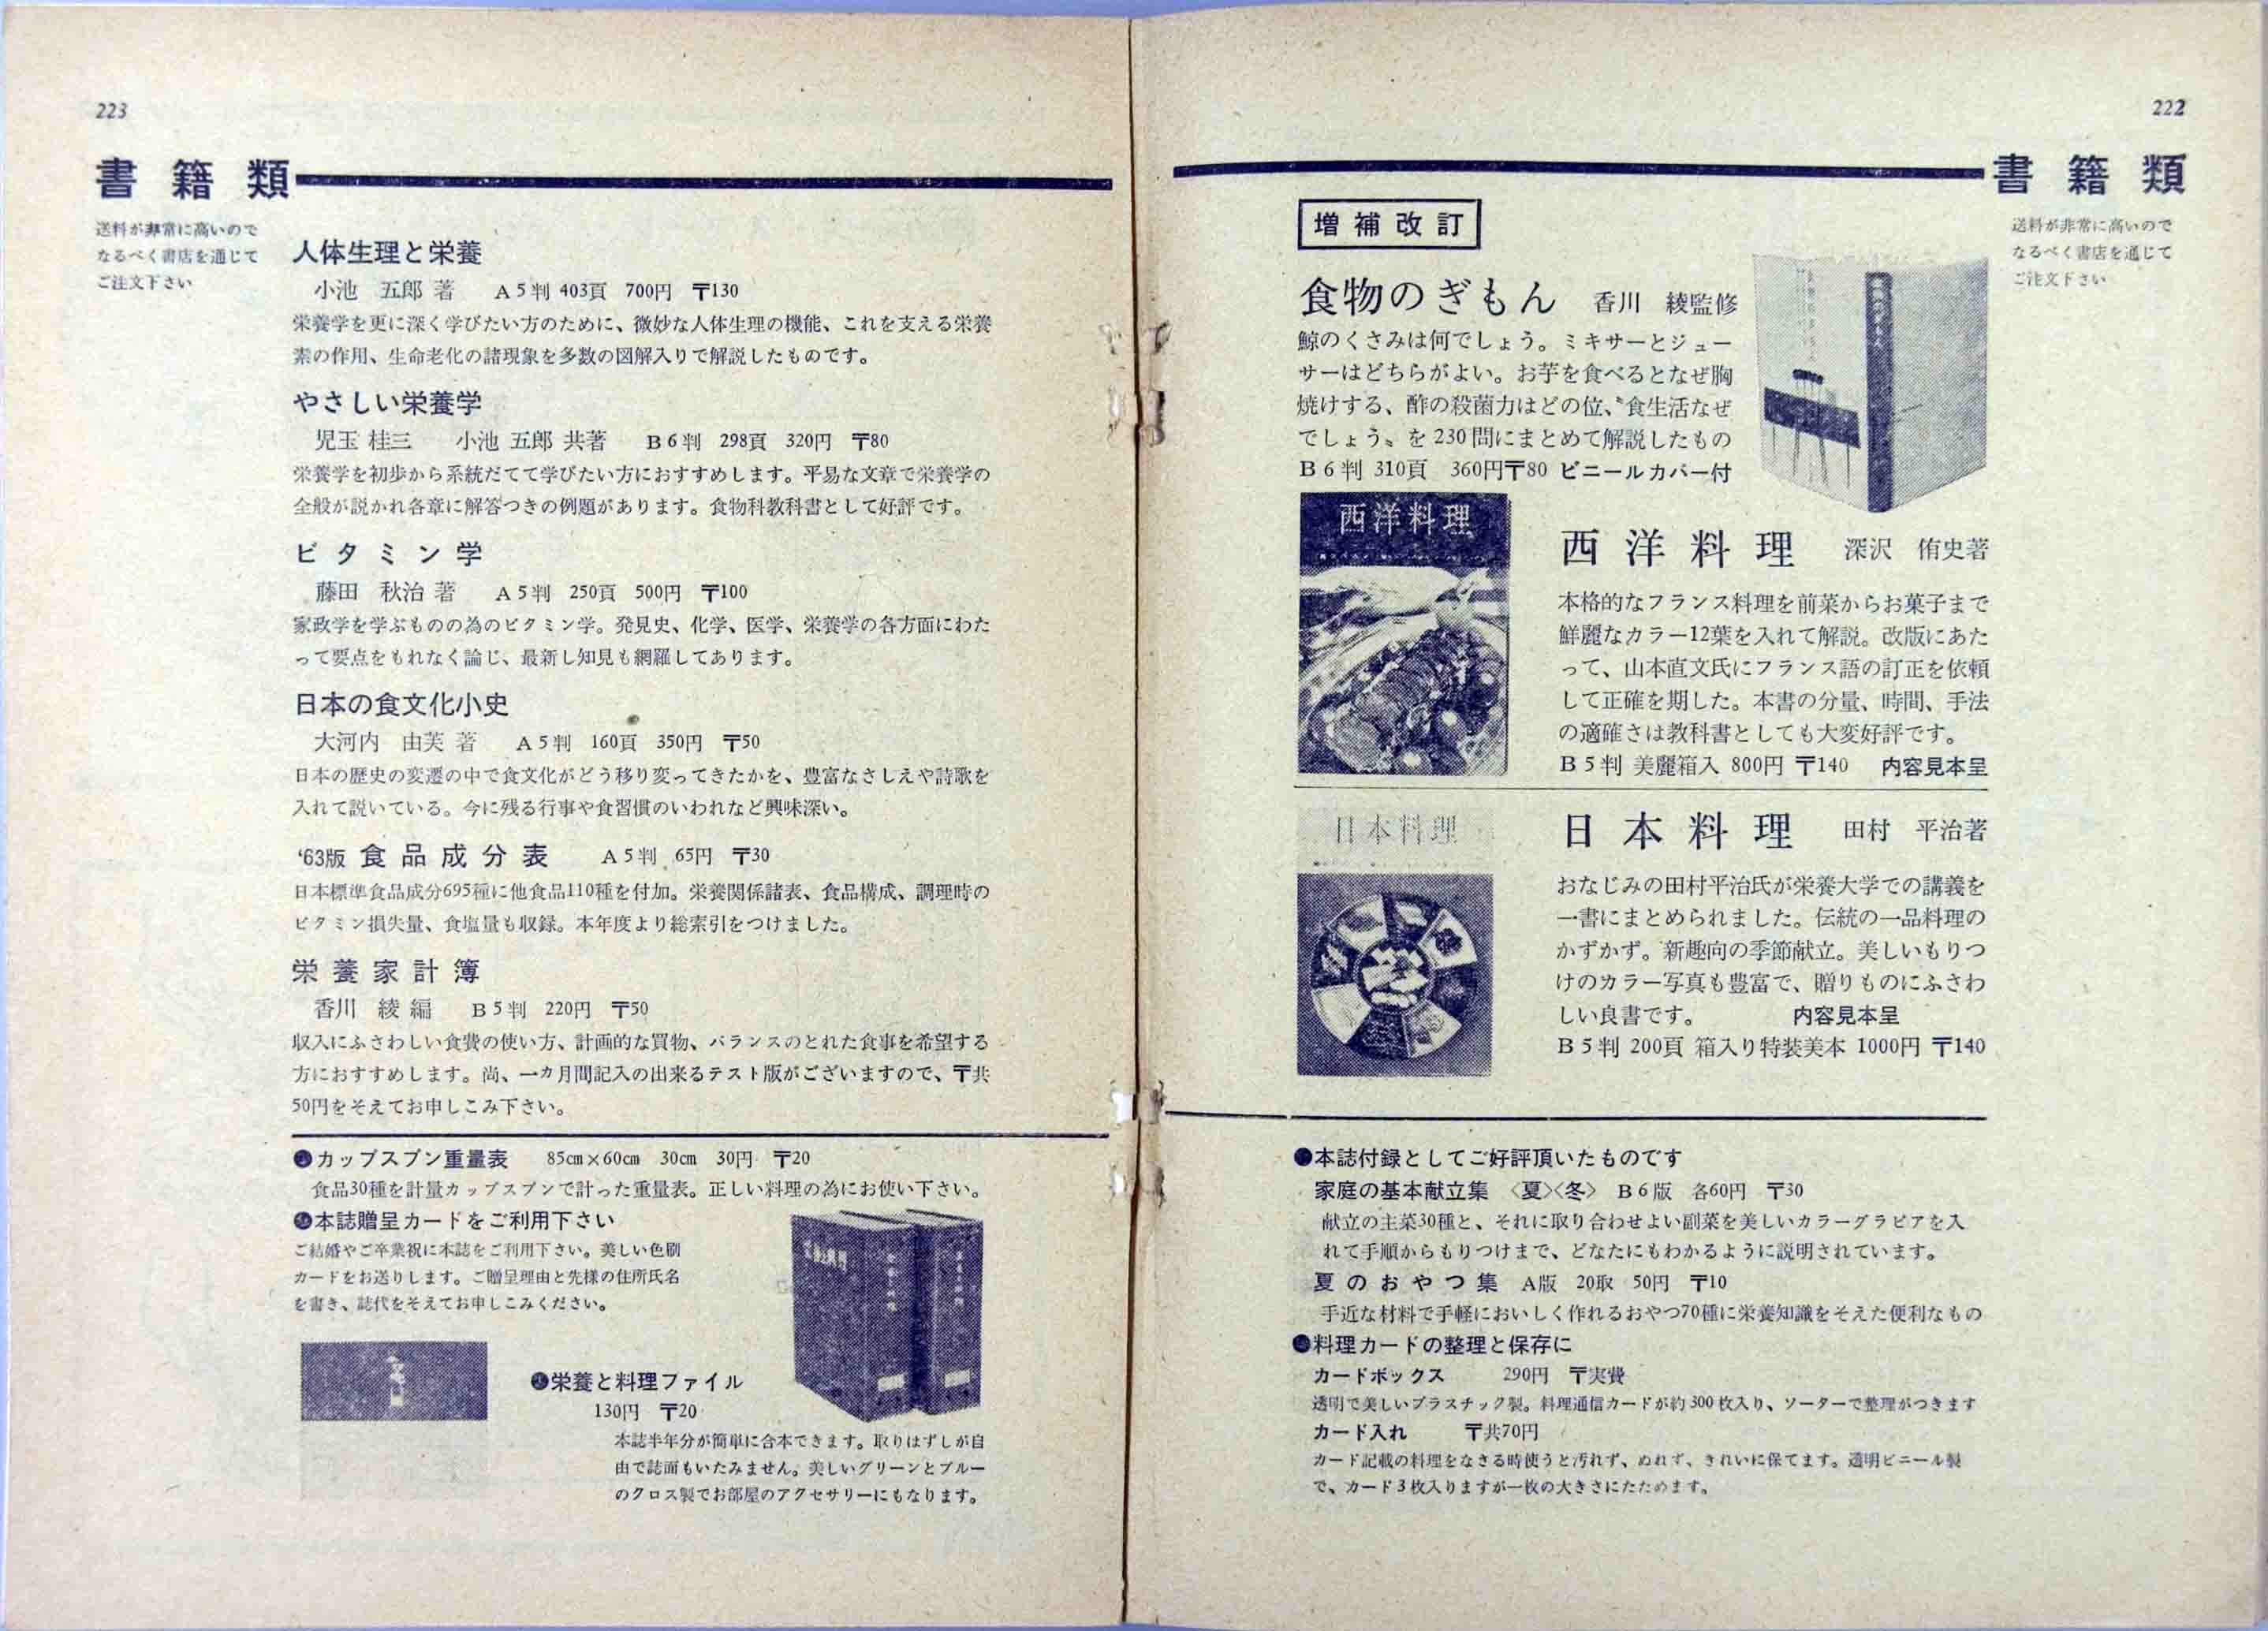 222
書籍類
送料が非常に高いので
なるべく書店を通じて
ご注文下さい
増補改訂
食物のぎもん 香川 綾監修
鯨のくさみは何でしょう。ミキサーとジュー
サーはどちらがよい。お芋を食べるとなぜ胸
焼けする、酢の殺菌力はどの位、〝食生活なぜ
でしょう〟を230問にまとめて解説したもの
B6判 310頁 360円〒80 ビニールカバー付
西洋料理
西洋料理 深沢 侑史著
本格的なフランス料理を前菜からお菓子まで
鮮麗なカラー12葉を入れて解説。改版にあた
って、山本直文氏にフランス語の訂正を依頼
して正確を期した。本書の分量、時間、手法
の適確さは教科書としても大変好評です。
B5判 美麗箱入 800円 〒140 内容見本呈
日本料理
日本料理 田村 平治著
おなじみの田村平治氏が栄養大学での講義を
一書にまとめられました。伝統の一品料理の
かずかず。新趣向の季節献立。美しいもりつ
けのカラー写真も豊富で、贈りものにふさわ
しい良書です。 内容見本呈
B5判 200頁 箱入り特装美本 1000円 〒140
●本誌付録としてご好評頂いたものです
家庭の基本献立集 〈夏〉〈冬〉 B6版 各60円 〒30
献立の主菜30種と、それに取り合わせよい副菜を美しいカラーグラビアを入
れて手順からもりつけまで、どなたにもわかるように説明されています。
夏のおやつ集 A版 20取 50円 〒10
手近な材料で手軽においしく作れるおやつ70種に栄養知識をそえた便利なもの
●料理カードの整理と保存に
カードボックス 290円 〒実費
透明で美しいプラスチック製。料理通信カードが約300枚入り、ソーターで整理がつきます
カード入れ 〒共70円
カード記載の料理をなさる時使うと汚れず、ぬれず、きれいに保てます。透明ビニール製
で、カード3枚入りますが一枚の大きさにたためます。
223
書籍類
送料が非常に高いので
なるべく書店を通じて
ご注文下さい
人体生理と栄養
小池 五郎 著 A5判 403頁 700円 〒130
栄養学を更に深く学びたい方のために、微妙な人体生理の機能、これを支える栄養
素の作用、生命老化の諸現象を多数の図解入りで解説したものです。
やさしい栄養学
児玉 桂三 小池 五郎 共著 B6判 298頁 320円 〒80
栄養学を初歩から系統だてて学びたい方におすすめします。平易な文章で栄養学の
全般が説かれ各章に解答つきの例題があります。食物科教科書として好評です。
ビタミン学
藤田 秋治 著 A5判 250頁 500円 〒100
家政学を学ぶものの為のビタミン学。発見史、化学、医学、栄養学の各方面にわた
って要点をもれなく論じ、最新し知見も網羅してあります。
日本の食文化小史
大河内 由芙 著 A5判 160頁 350円 〒50
日本の歴史の変遷の中で食文化がどう移り変ってきたかを、豊富なさしえや詩歌を
入れて説いている。今に残る行事や食習慣のいわれなど興味深い。
'63版 食品成分表 A5判 65円 〒30
日本標準食品成分695種に他食品110種を付加。栄養関係諸表、食品構成、調理時の
ビタミン損失量、食塩量も収録。本年度より総索引をつけました。
栄養家計簿
香川 綾 編 B5判 220円 〒50
収入にふさわしい食費の使い方、計画的な買物、バランスのとれた食事を希望する
方におすすめします。尚、一カ月間記入の出来るテスト版がございますので、〒共
50円をそえてお申しこみ下さい。
●カップスプン重量表 85㎝×60㎝ 30㎝ 30円 〒20
食品30種を計量カップスプンで計った重量表。正しい料理の為にお使い下さい。
●本誌贈呈カードをご利用下さい
ご結婚やご卒業祝に本誌をご利用下さい。美しい色刷
カードをお送りします。ご贈呈理由と先様の住所氏名
を書き、誌代をそえてお申しこみください。
●栄養と料理ファイル
130円 〒20
本誌半年分が簡単に合本できます。取りはずしが自
由で誌面もいたみません。美しいグリーンとブルー
のクロス製でお部屋のアクセサリーにもなります。